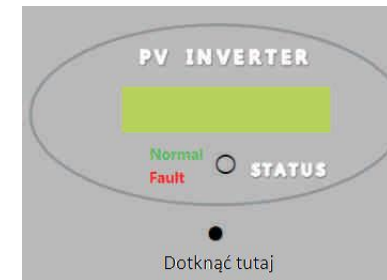 PV INVERTER
Normal
Fault
STATUS
Dotknąć tutaj